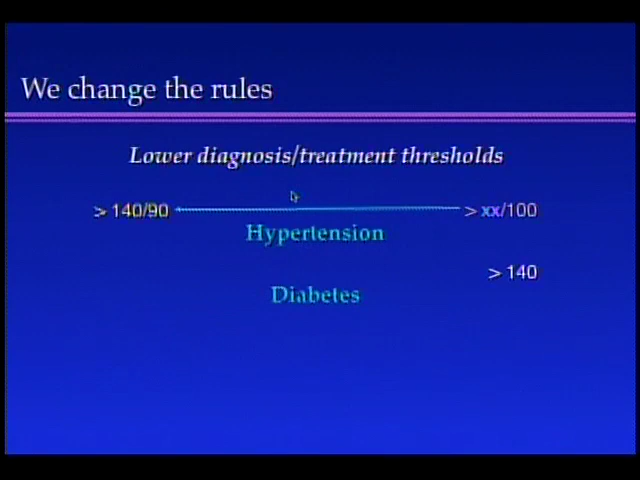 We change the rules
Lower diagnosis/treatment thresholds
> 140/90 > xx/100
Hypertension
> 140
Diabetes